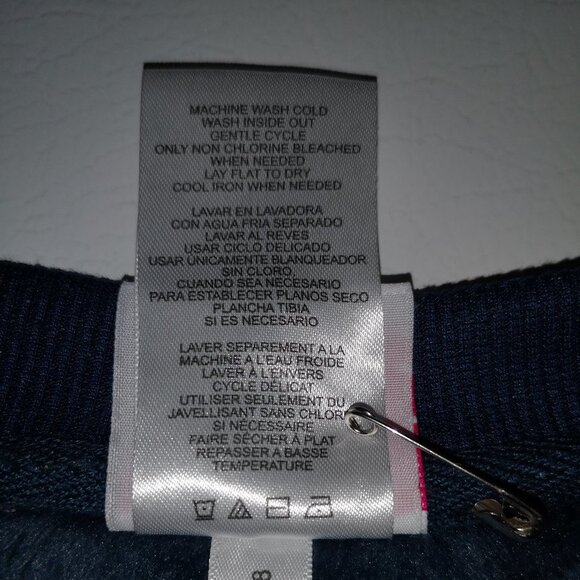 MACHINE WASH COLD
WASH INSIDE OUT
GENTLE CYCLE
ONLY NON CHLORINE BLEACHED
WHEN NEEDED
LAY FLAT TO DRY
COOL IRON WHEN NEEDED
LAVAR EN LAVADORA
CON AGUA FRIA SEPARADO
LAVAR AL REVES
USAR CICLO DELICADO
USAR ÚNICAMENTE BLANQUEADOR
SIN CLORO,
CUANDO SEA NECESARIO
PARA ESTABLECER PLANOS SECO
PLANCHA TIBIA
SI ES NECESARIO
LAVER SEPAREMENT A LA
MACHINE A L'EAU FROIDE
LAVER À L'ENVERS
CYCLE DÉLICAT
UTILISER SEULEMENT DU
JAVELLISANT SANS CHLOR
SI NÉCESSAIRE
FAIRE SÉCHER À PLAT
REPASSER A BASSE
TEMPERATURE
8